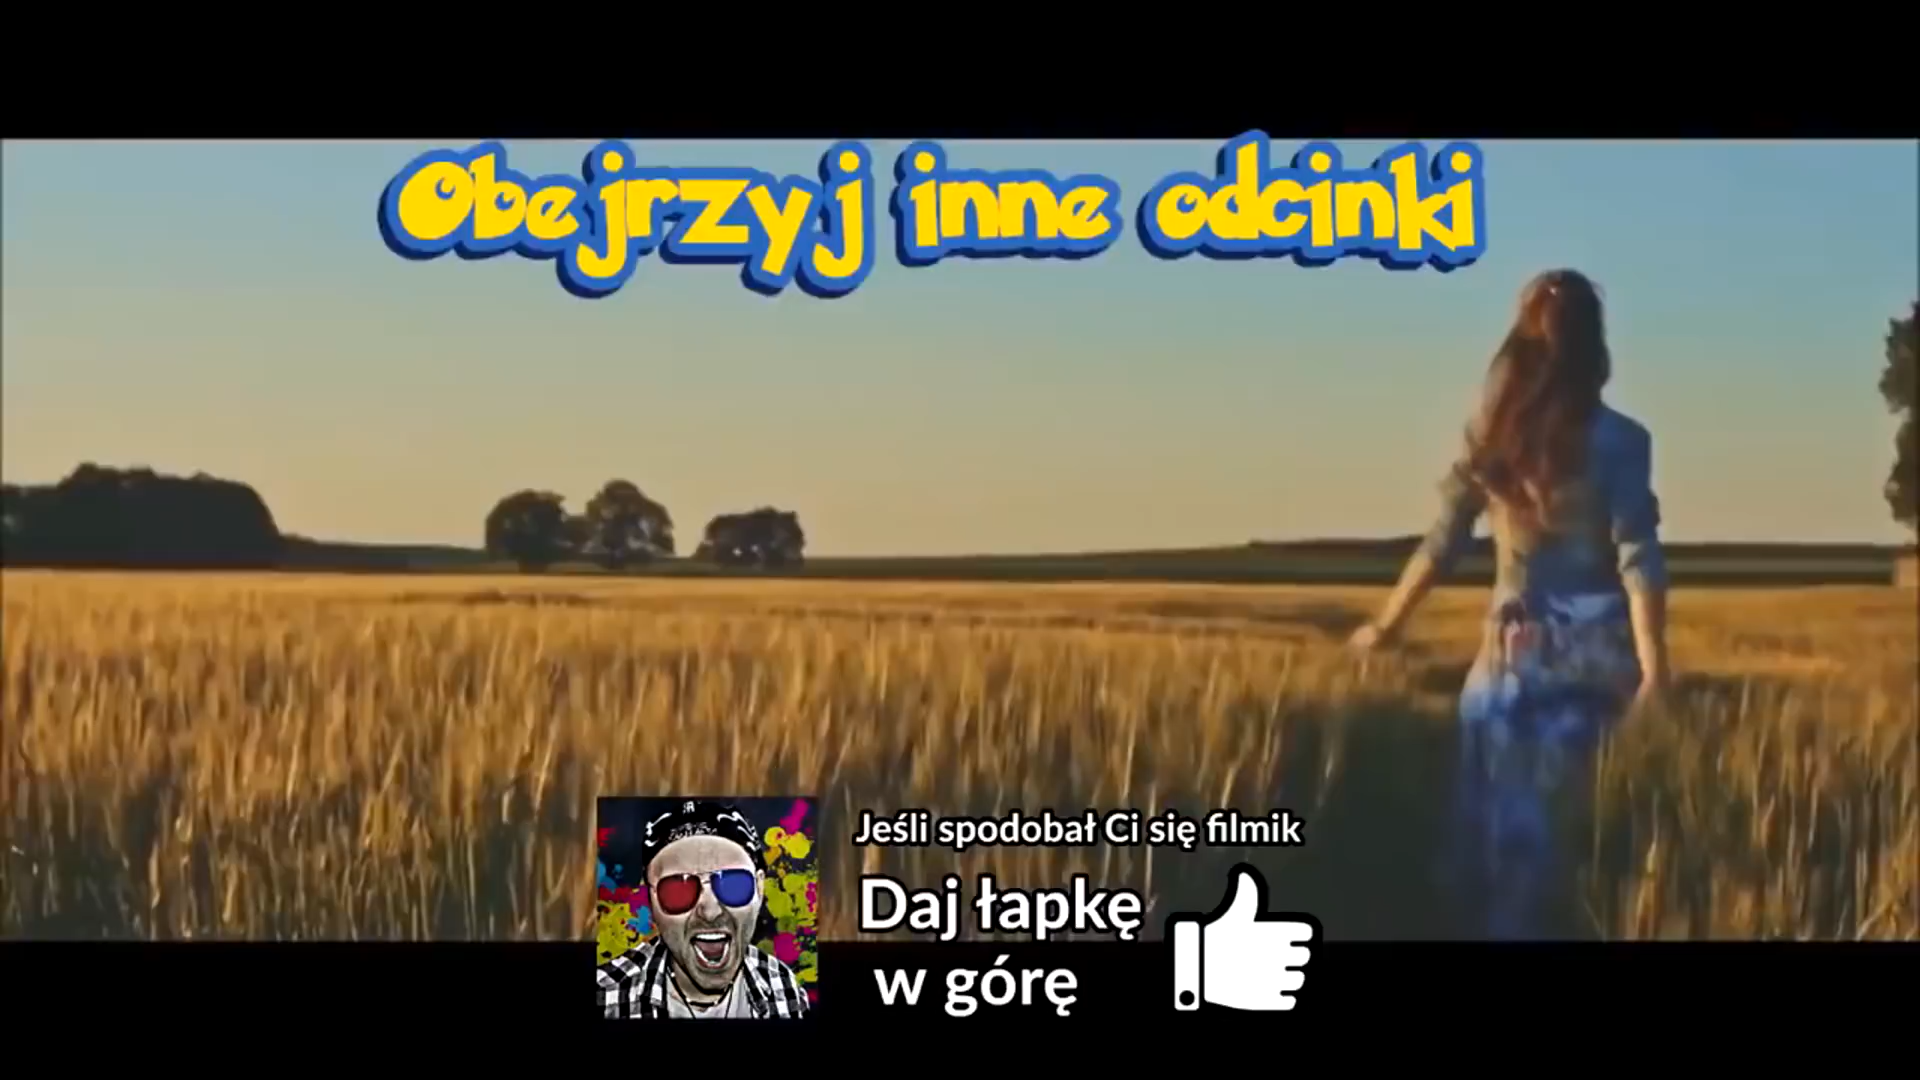 Obejrzyj inne odcinki
Jeśli spodobał Ci się filmik
Daj łapkę
w górę